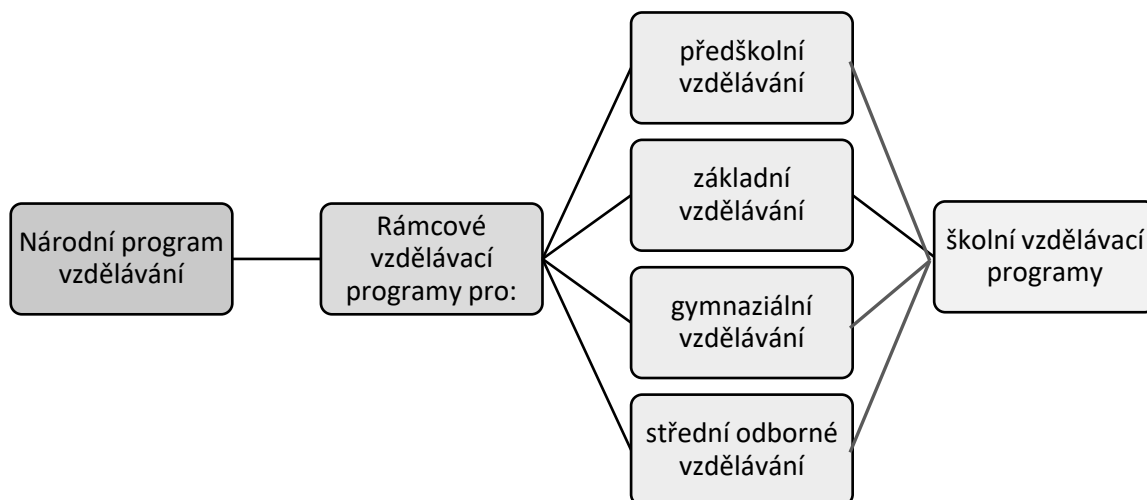 Národní program
vzdělávání
Rámcové
vzdělávací
programy pro:
předškolní
vzdělávání
základní
vzdělávání
gymnaziální
vzdělávání
střední odborné
vzdělávání
školní vzdělávací
programy